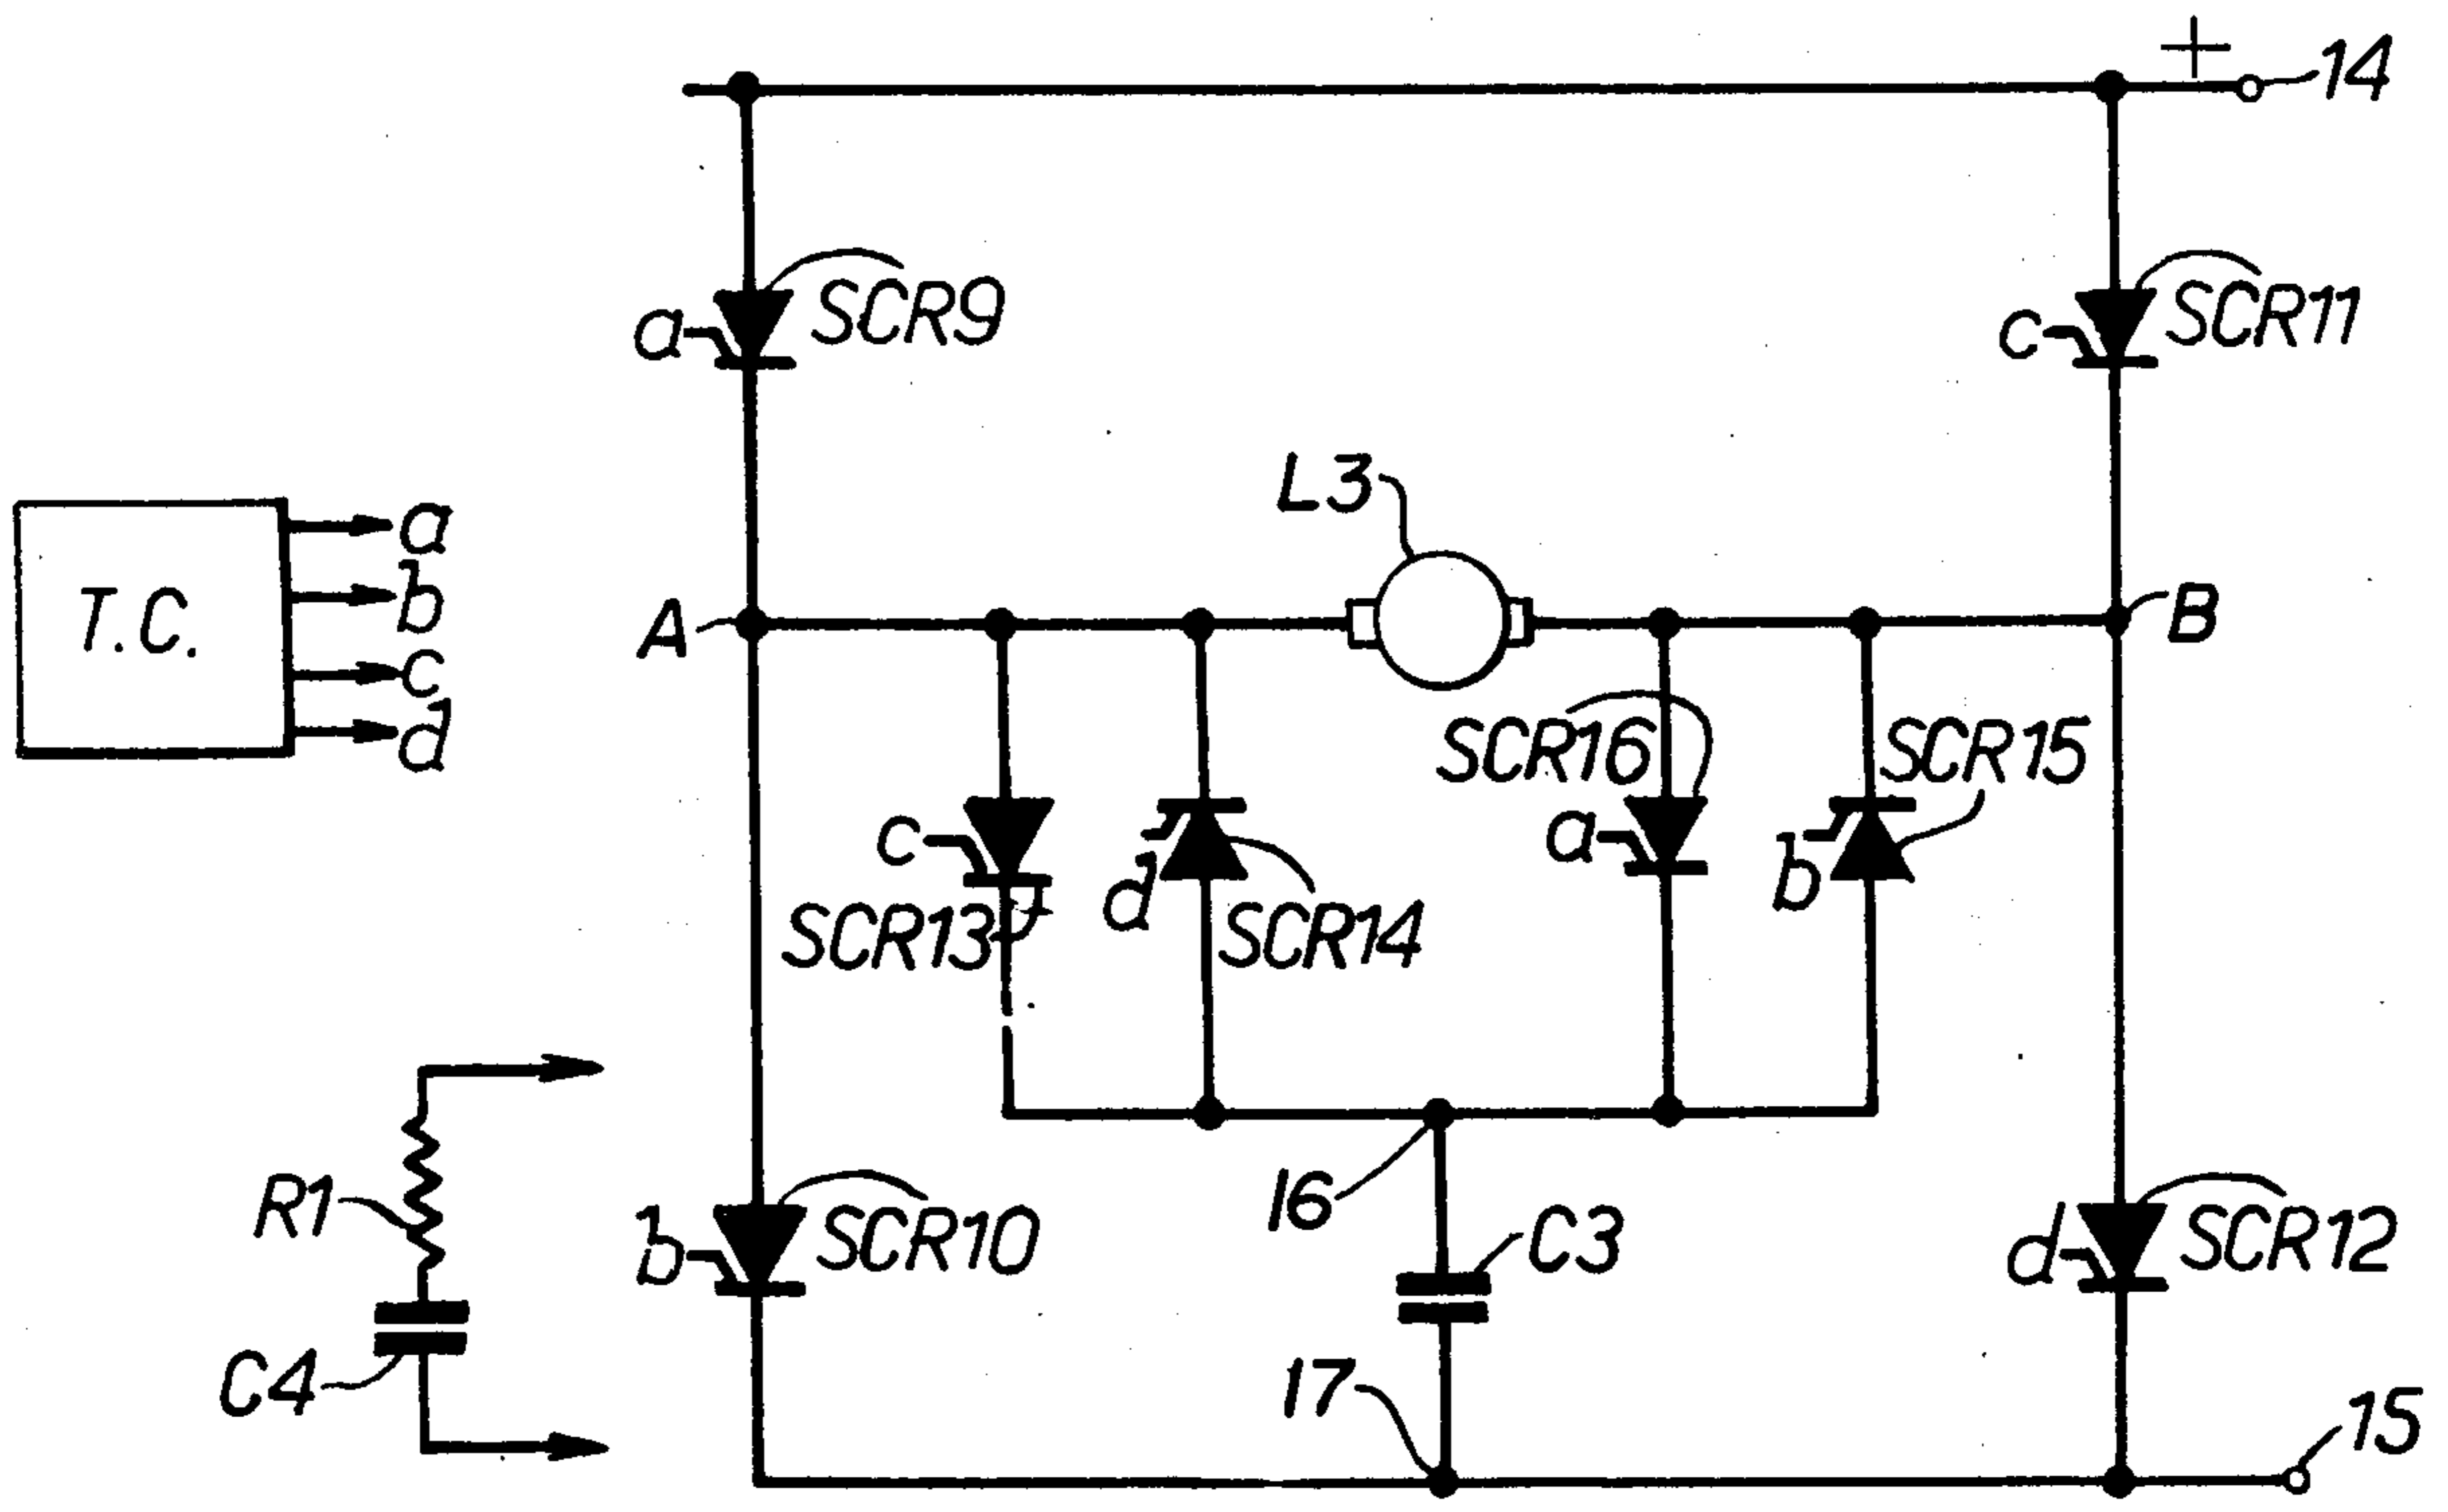 + 14
a SCR9
c SCR11
L3
T.C.
a
b
c
d
A
B
SCR16
SCR15
c
d
a
b
SCR13
SCR14
R1
16
b SCR10
C3
d SCR12
C4
17
15